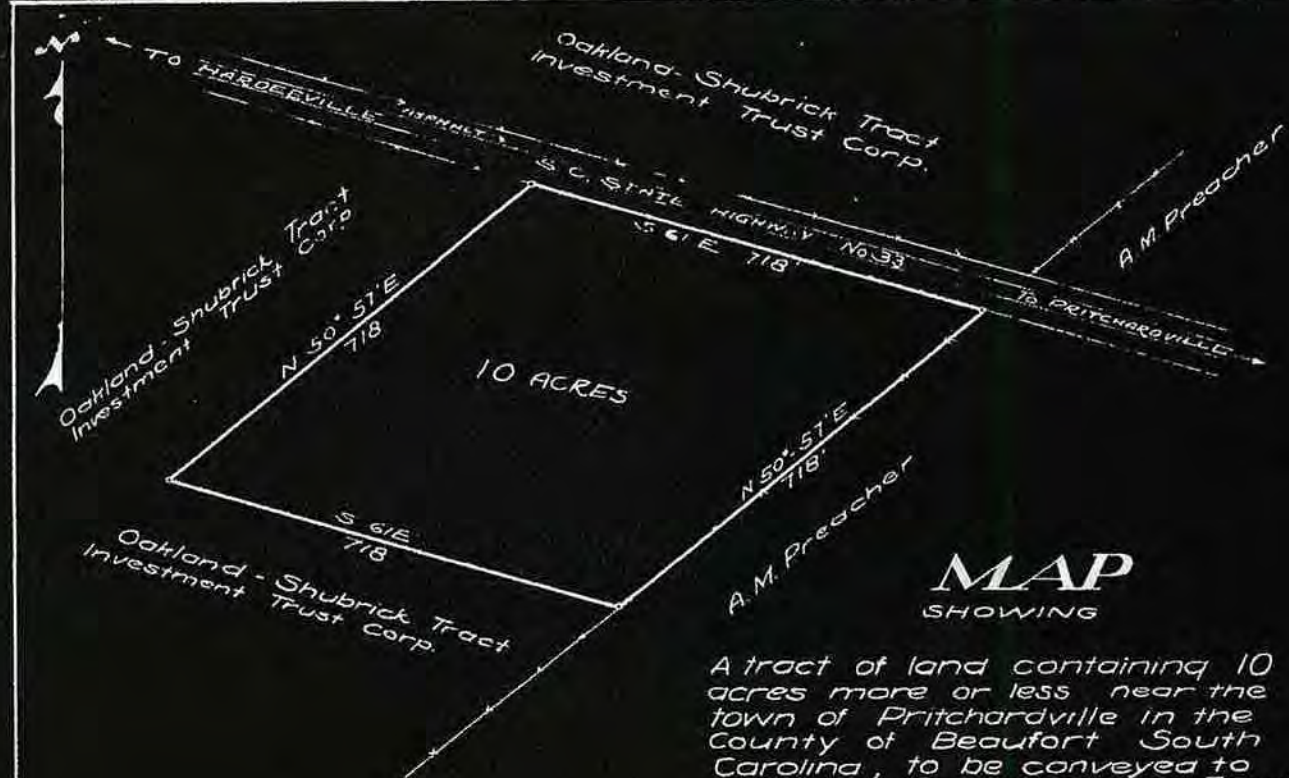 N
TO HARDEEVILLE
ASPHALT
Oakland - Shubrick Tract
Investment Trust Corp.
S C. STATE HIGHWAY No. 33
S 61 E 718'
TO PRITCHARDVILLE
A. M. Preacher
Oakland - Shubrick Tract
Investment Trust Corp
N 50° 57' E
718
10 ACRES
N 50°-57' E
718'
A. M. Preacher
S 61E
718
Oakland - Shubrick Tract
Investment Trust Corp.
MAP
SHOWING
A tract of land containing 10
acres more or less near the
town of Pritchardville in the
County of Beaufort South
Carolina, to be conveyed to